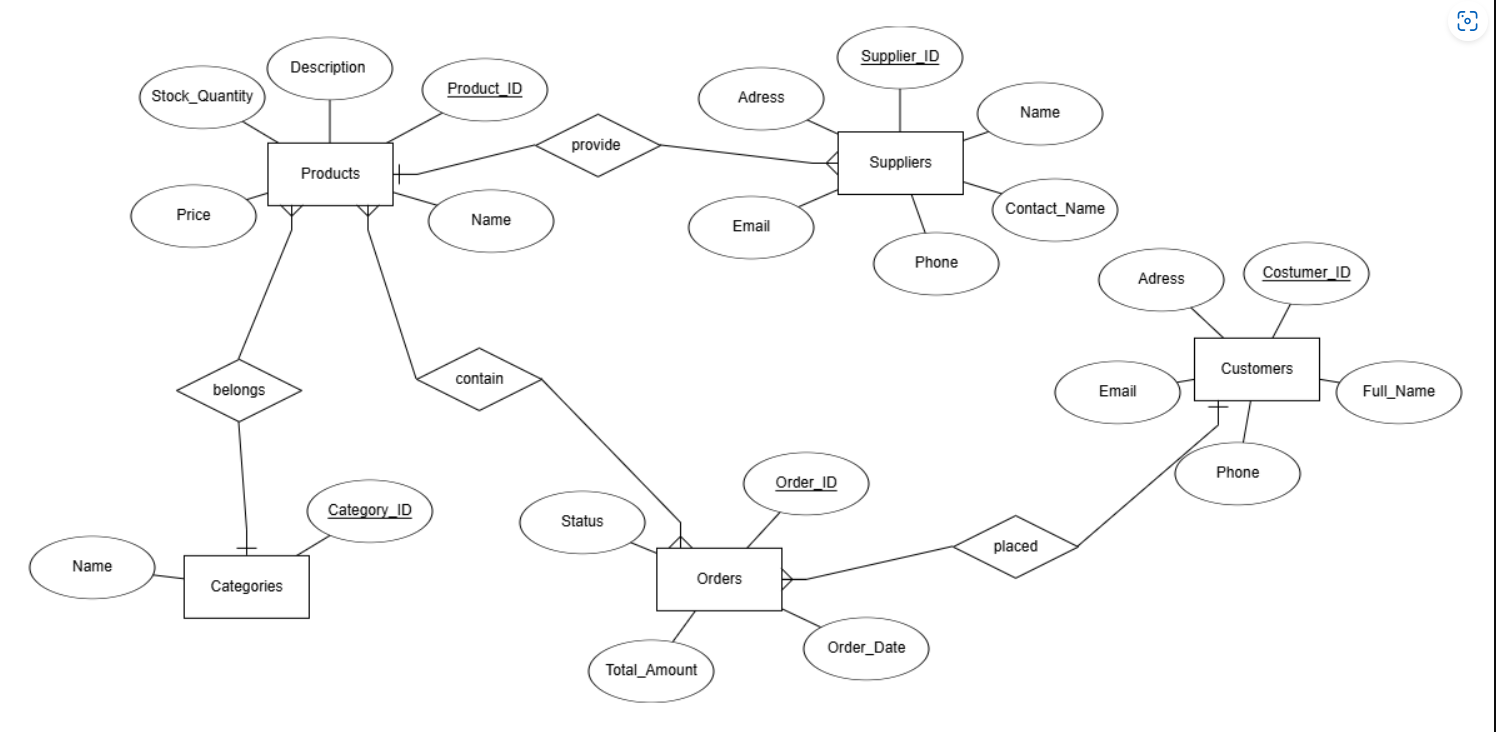 Description
Stock_Quantity
Product_ID
Products
Price
Name
provide
Supplier_ID
Adress
Name
Suppliers
Contact_Name
Email
Phone
Adress
Costumer_ID
Customers
Email
Full_Name
Phone
belongs
contain
Category_ID
Name
Categories
Order_ID
Status
Orders
placed
Order_Date
Total_Amount